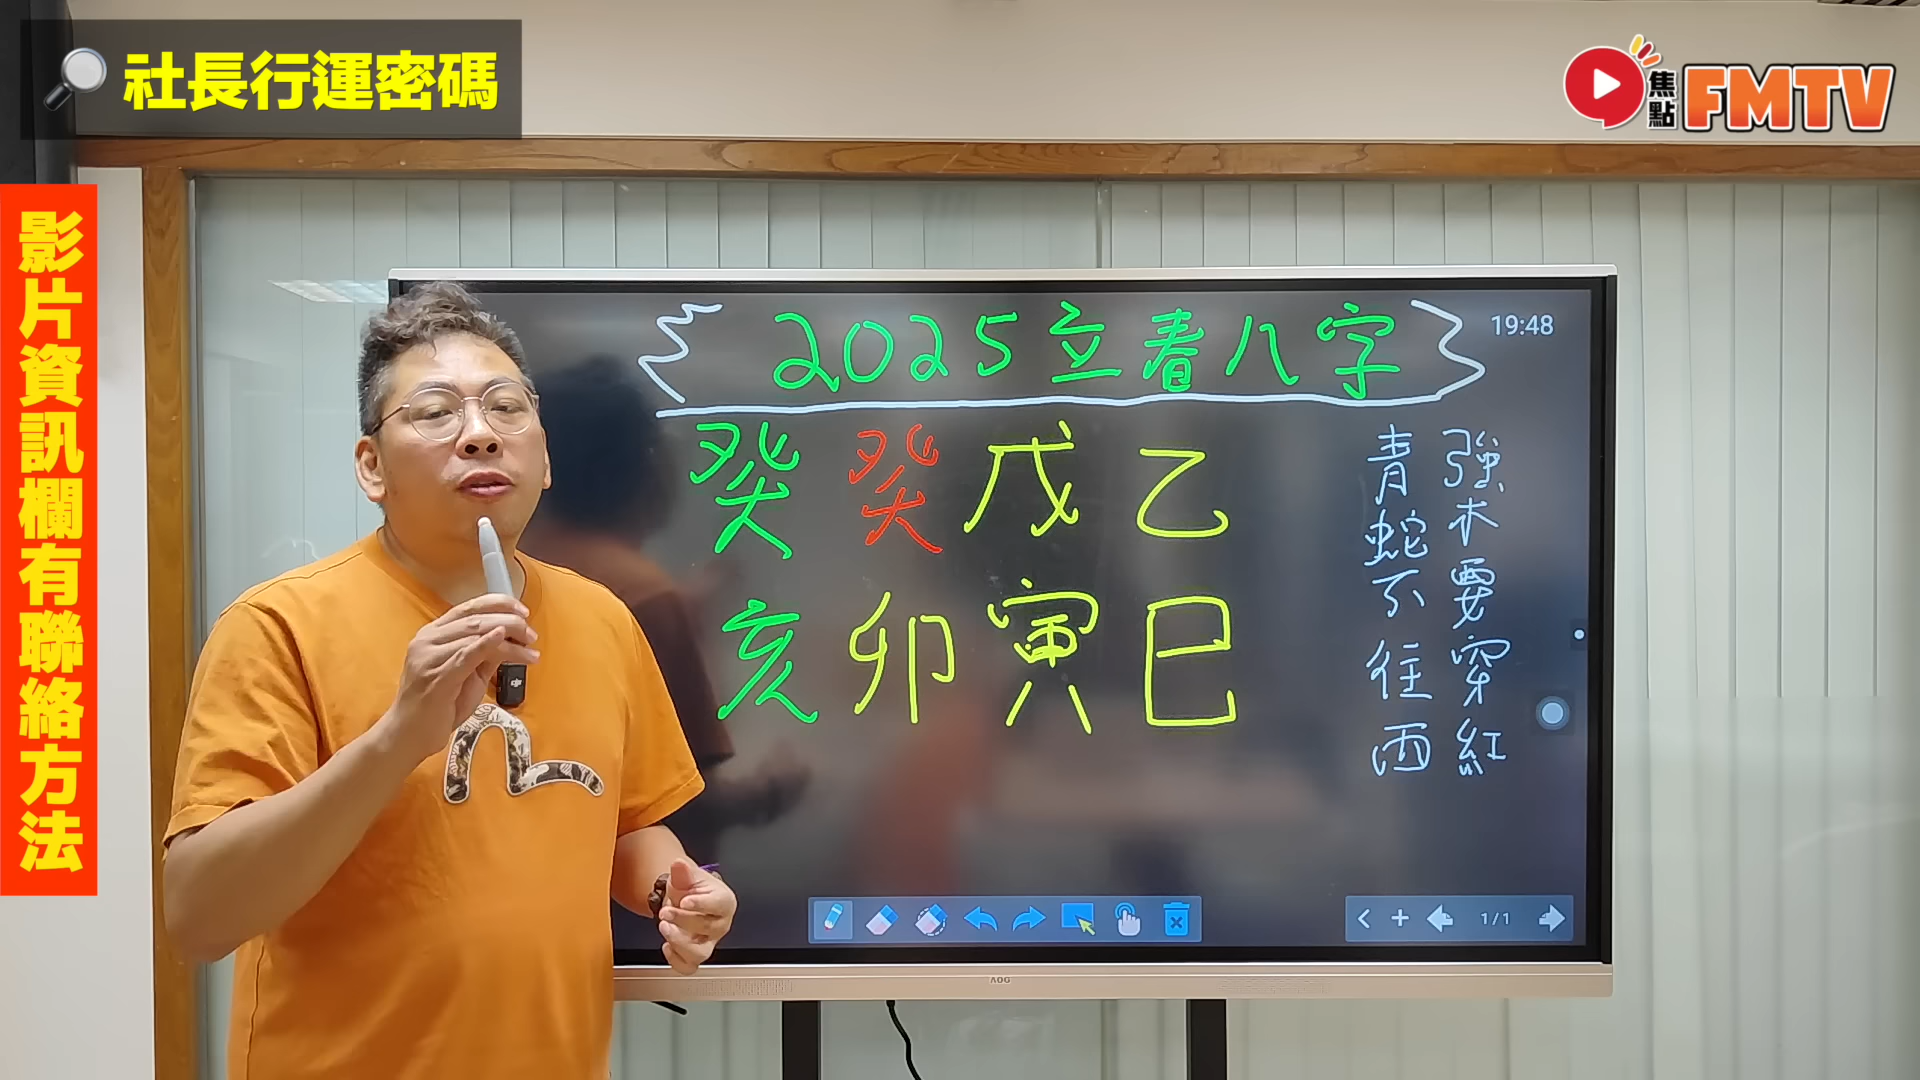 社長行運密碼
焦點 FMTV
影片資訊欄有聯絡方法
2025立春八字
19:48
癸 癸 戊 乙
亥 卯 寅 巳
強木要穿紅
青蛇不往西
1/1
AOC